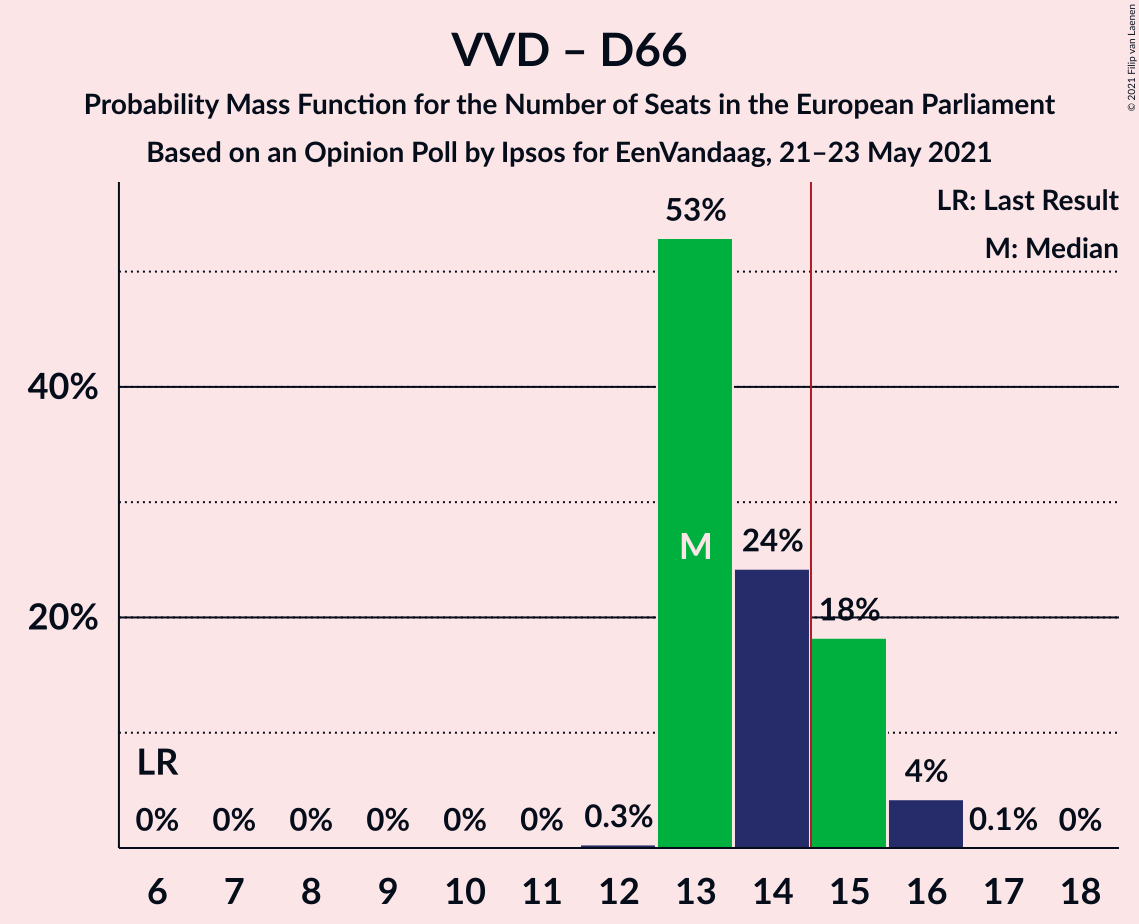 VVD – D66
Probability Mass Function for the Number of Seats in the European Parliament
Based on an Opinion Poll by Ipsos for EenVandaag, 21–23 May 2021
© 2021 Filip van Laenen
LR: Last Result
M: Median
53%
40%
M
24%
18%
20%
LR
4%
0% 0% 0% 0% 0% 0% 0.3% 0.1% 0%
6 7 8 9 10 11 12 13 14 15 16 17 18